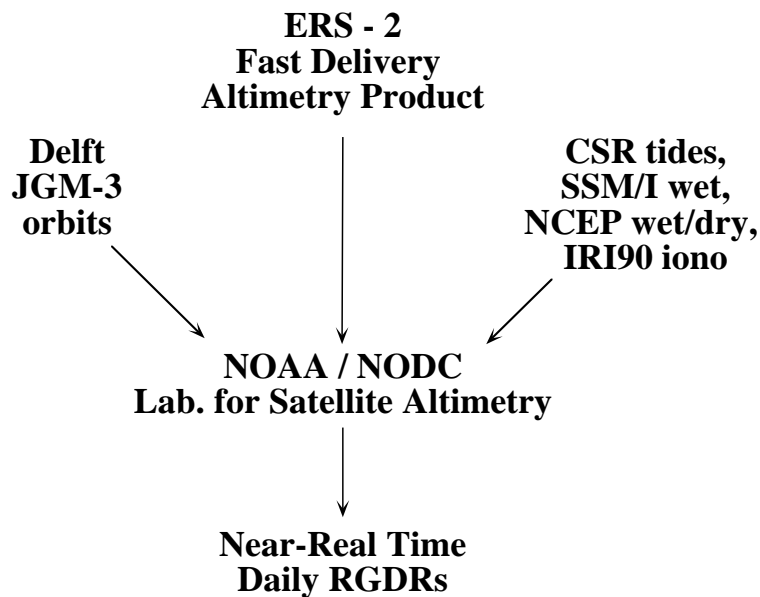 ERS - 2
Fast Delivery
Altimetry Product
Delft
JGM-3
orbits
CSR tides,
SSM/I wet,
NCEP wet/dry,
IRI90 iono
NOAA / NODC
Lab. for Satellite Altimetry
Near-Real Time
Daily RGDRs